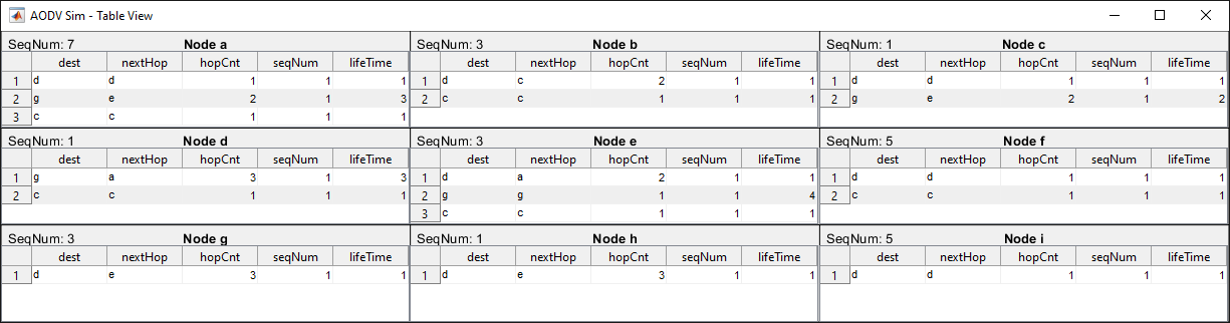 AODV Sim - Table View
SeqNum: 7 Node a
dest nextHop hopCnt seqNum lifeTime
1 d d 1 1 1
2 g e 2 1 3
3 c c 1 1 1
SeqNum: 3 Node b
dest nextHop hopCnt seqNum lifeTime
1 d c 2 1 1
2 c c 1 1 1
SeqNum: 1 Node c
dest nextHop hopCnt seqNum lifeTime
1 d d 1 1 1
2 g e 2 1 2
SeqNum: 1 Node d
dest nextHop hopCnt seqNum lifeTime
1 g a 3 1 3
2 c c 1 1 1
SeqNum: 3 Node e
dest nextHop hopCnt seqNum lifeTime
1 d a 2 1 1
2 g g 1 1 4
3 c c 1 1 1
SeqNum: 5 Node f
dest nextHop hopCnt seqNum lifeTime
1 d d 1 1 1
2 c c 1 1 1
SeqNum: 3 Node g
dest nextHop hopCnt seqNum lifeTime
1 d e 3 1 1
SeqNum: 1 Node h
dest nextHop hopCnt seqNum lifeTime
1 d e 3 1 1
SeqNum: 5 Node i
dest nextHop hopCnt seqNum lifeTime
1 d d 1 1 1